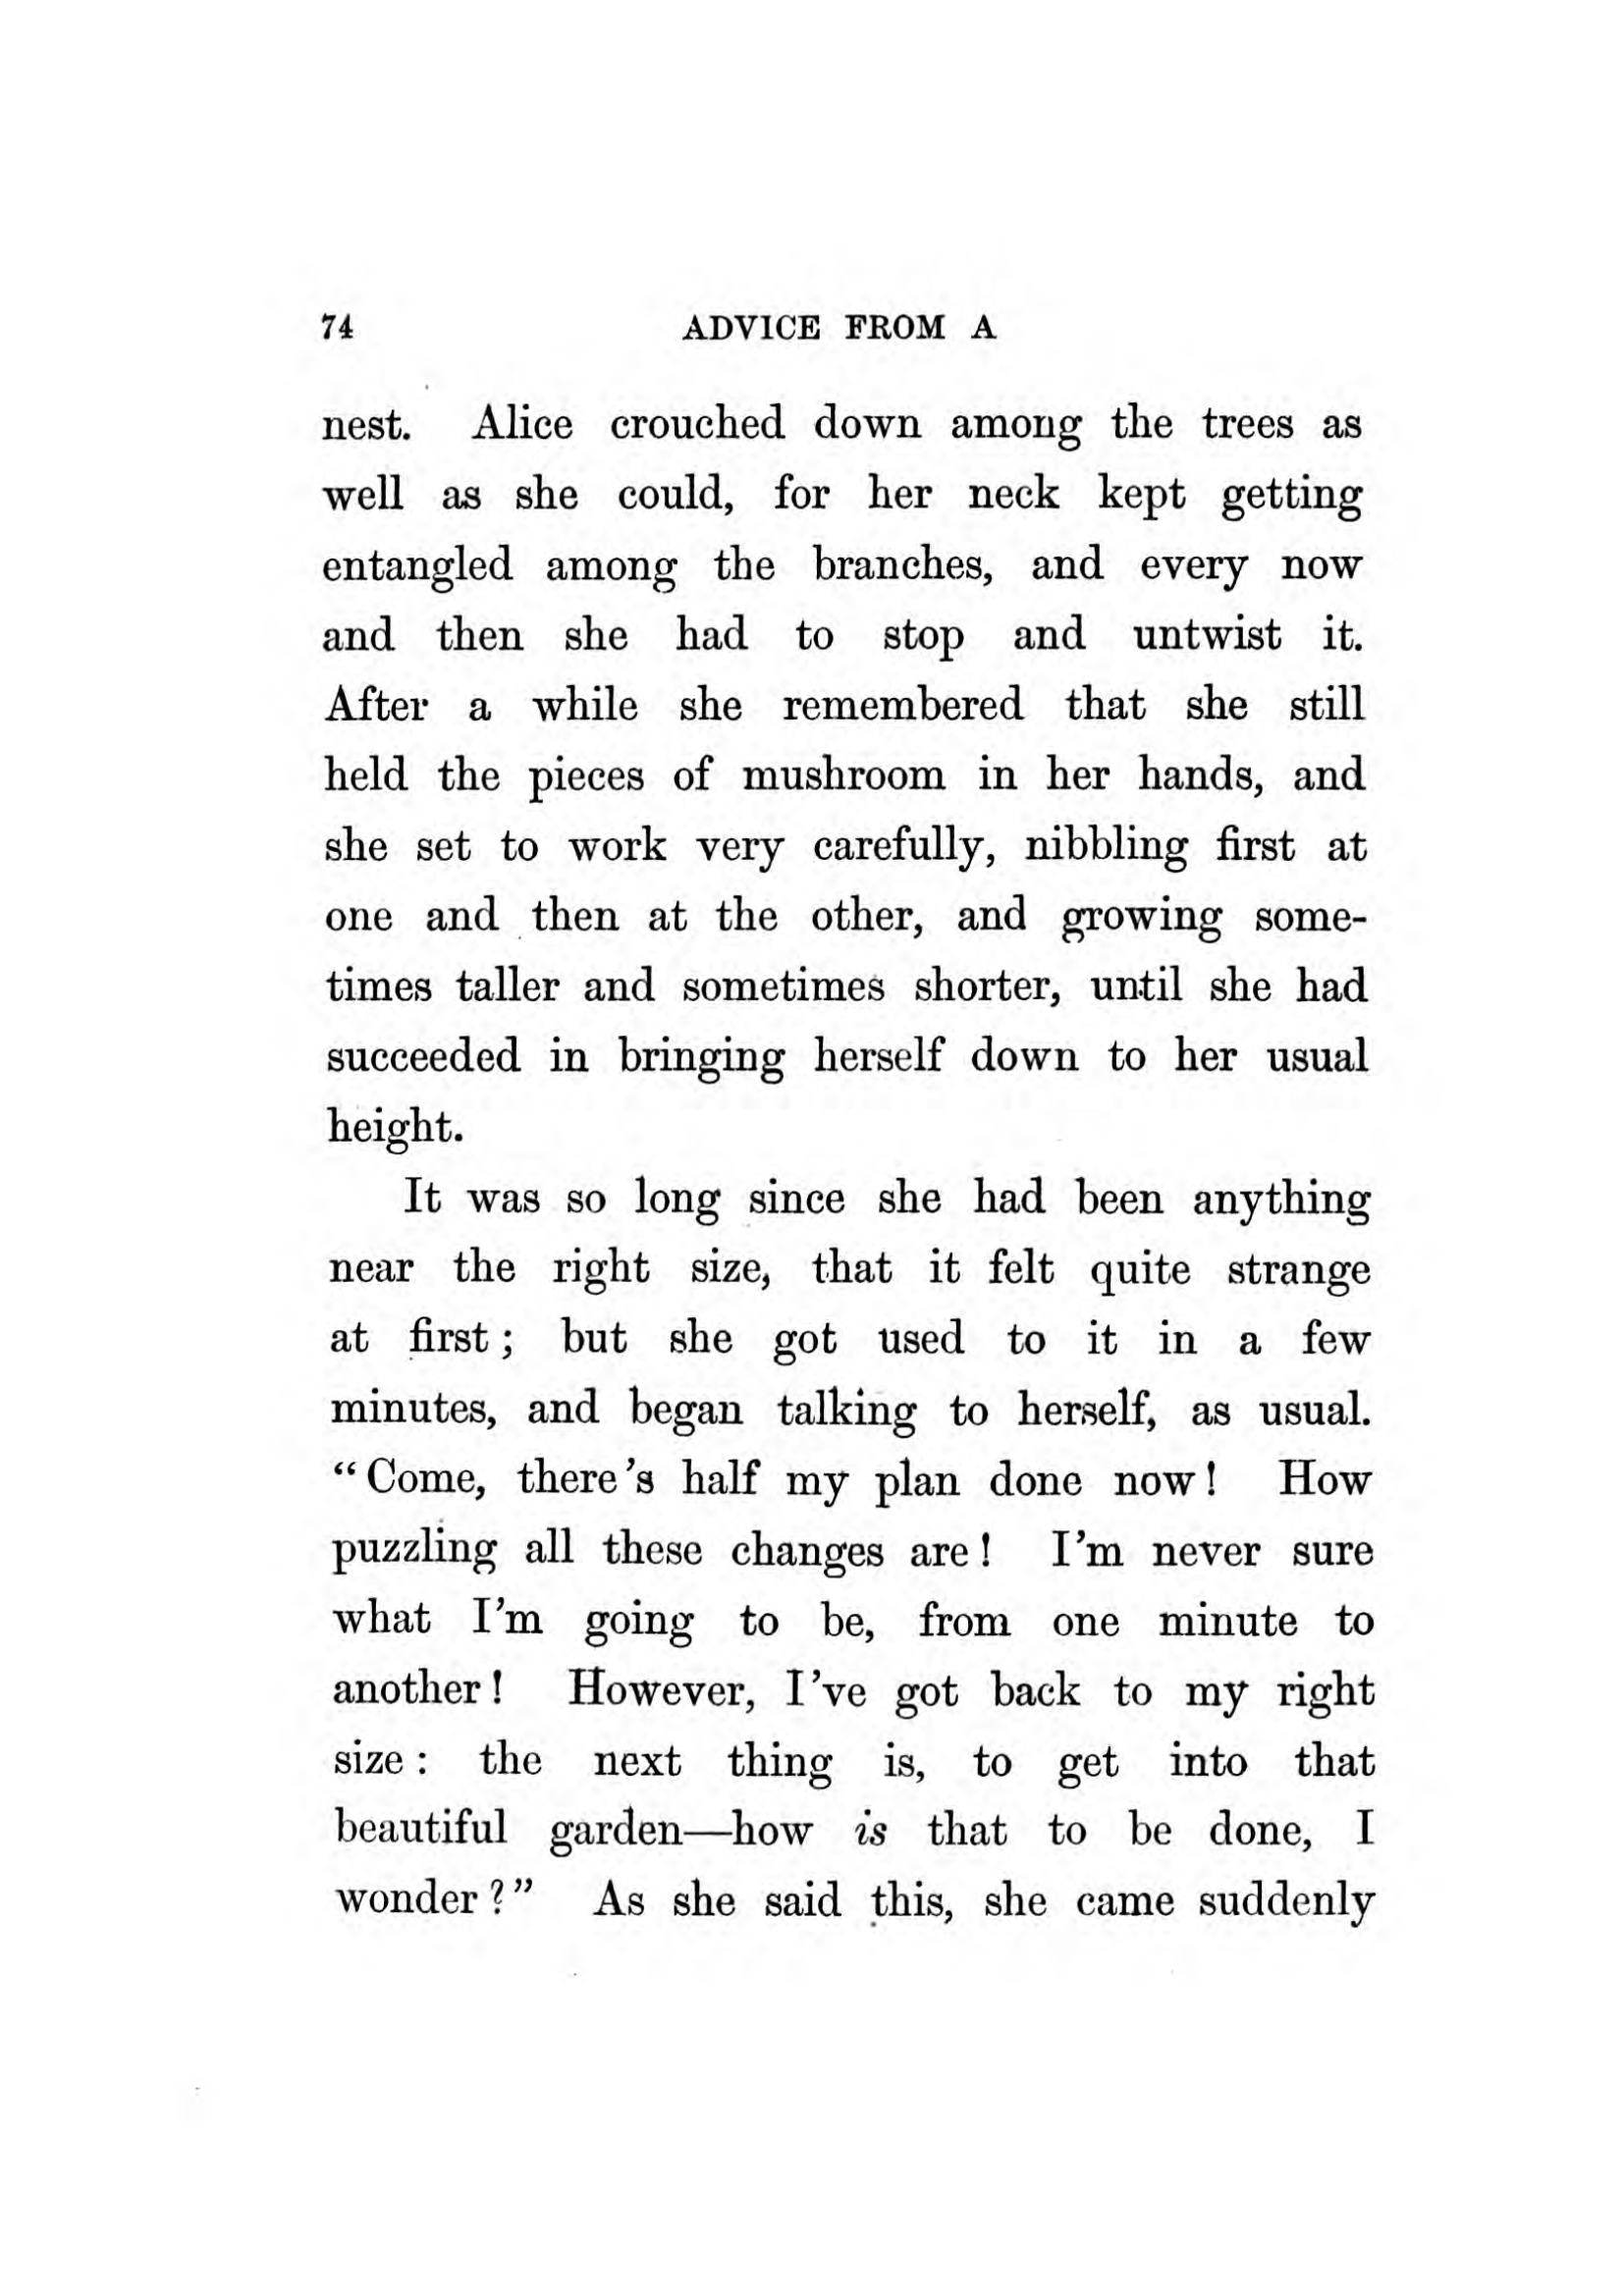 74 ADVICE FROM A
nest. Alice crouched down among the trees as
well as she could, for her neck kept getting
entangled among the branches, and every now
and then she had to stop and untwist it.
After a while she remembered that she still
held the pieces of mushroom in her hands, and
she set to work very carefully, nibbling first at
one and then at the other, and growing some-
times taller and sometimes shorter, until she had
succeeded in bringing herself down to her usual
height.
It was so long since she had been anything
near the right size, that it felt quite strange
at first; but she got used to it in a few
minutes, and began talking to herself, as usual.
“Come, there's half my plan done now! How
puzzling all these changes are! I'm never sure
what I'm going to be, from one minute to
another! However, I've got back to my right
size: the next thing is, to get into that
beautiful garden—how is that to be done, I
wonder?” As she said this, she came suddenly